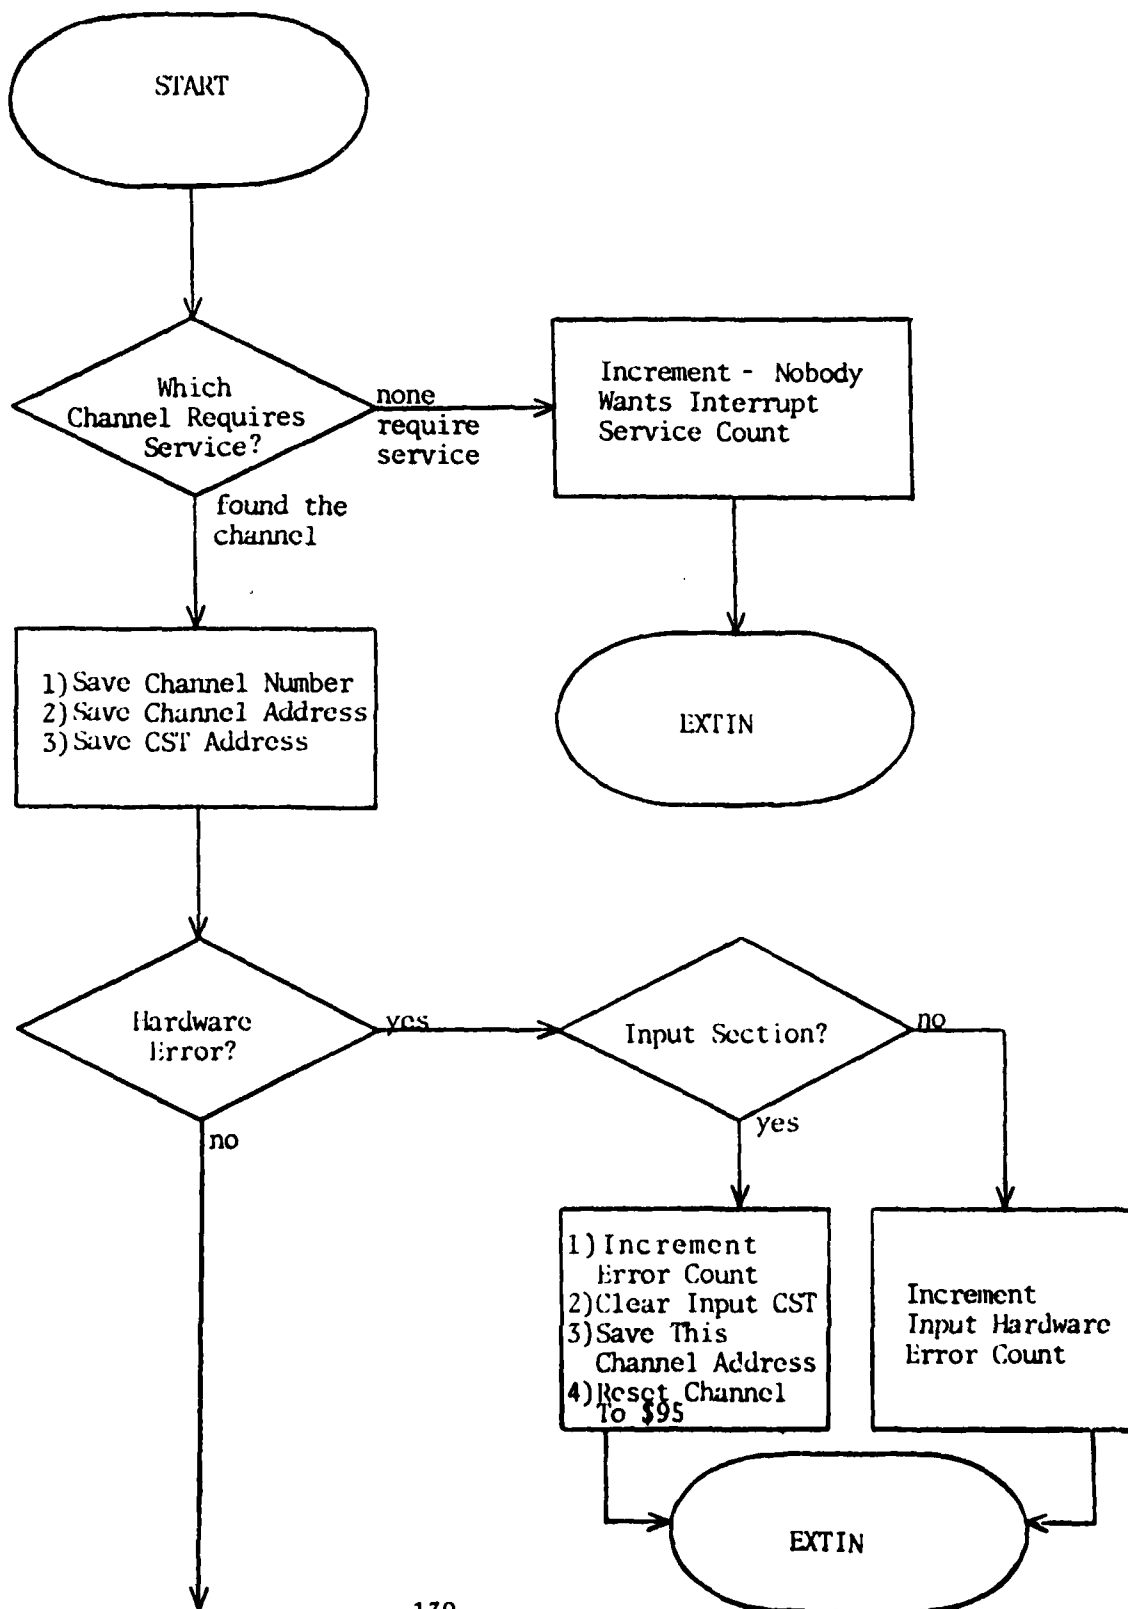 START
Which
Channel Requires
Service?
none
require
service
Increment - Nobody
Wants Interrupt
Service Count
found the
channel
EXTIN
1)Save Channel Number
2)Save Channel Address
3)Save CST Address
Hardware
Error?
yes
Input Section?
no
no
yes
1)Increment
Error Count
2)Clear Input CST
3)Save This
Channel Address
4)Reset Channel
To $95
Increment
Input Hardware
Error Count
EXTIN